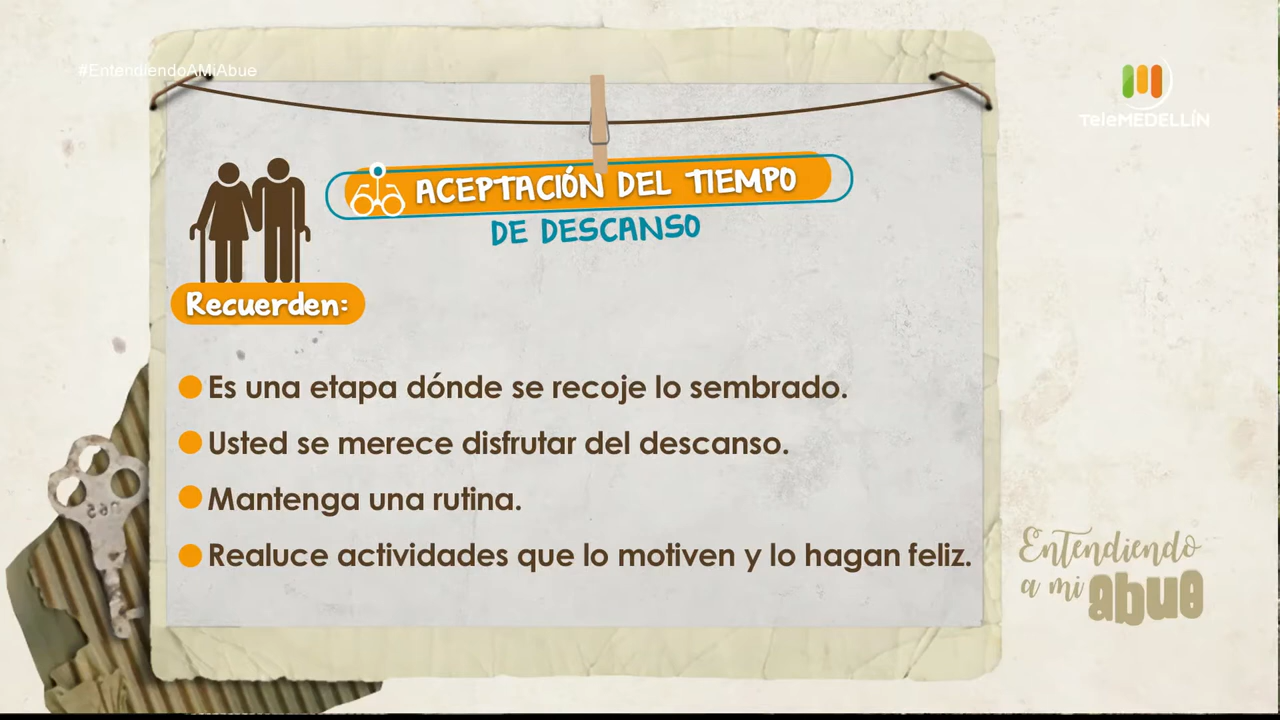 #EntendiendoAMiAbue
TeleMEDELLÍN
ACEPTACIÓN DEL TIEMPO
DE DESCANSO
Recuerden:
Es una etapa dónde se recoje lo sembrado.
Usted se merece disfrutar del descanso.
Mantenga una rutina.
Realuce actividades que lo motiven y lo hagan feliz.
Entendiendo
a mi abue